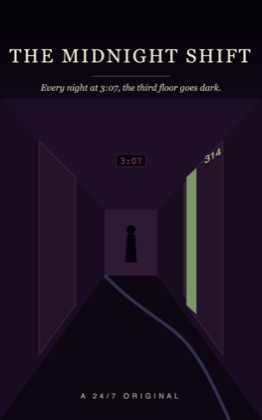 THE MIDNIGHT SHIFT
Every night at 3:07, the third floor goes dark.
3:07
314
A 24/7 ORIGINAL